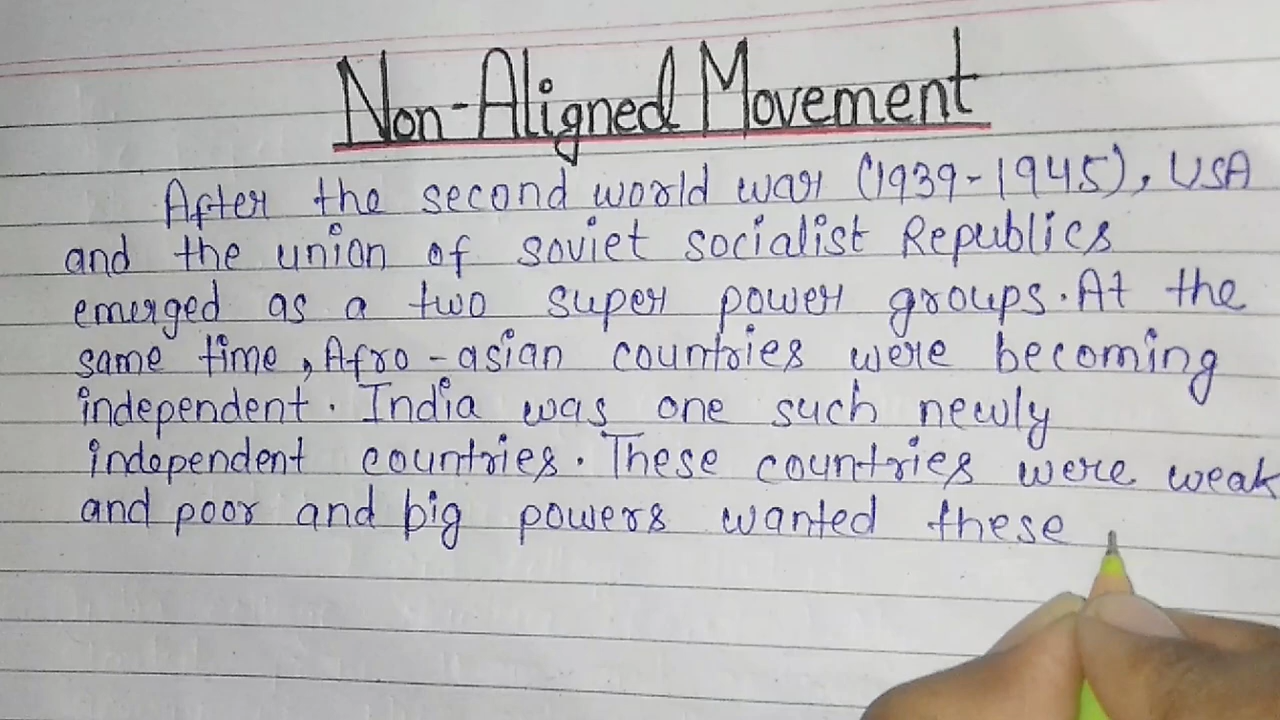 Non-Aligned Movement
After the second world war (1939-1945), USA
and the union of soviet socialist Republics
emerged as a two super power groups. At the
same time, Afro-asian countries were becoming
independent. India was one such newly
independent countries. These countries were weak
and poor and big powers wanted these